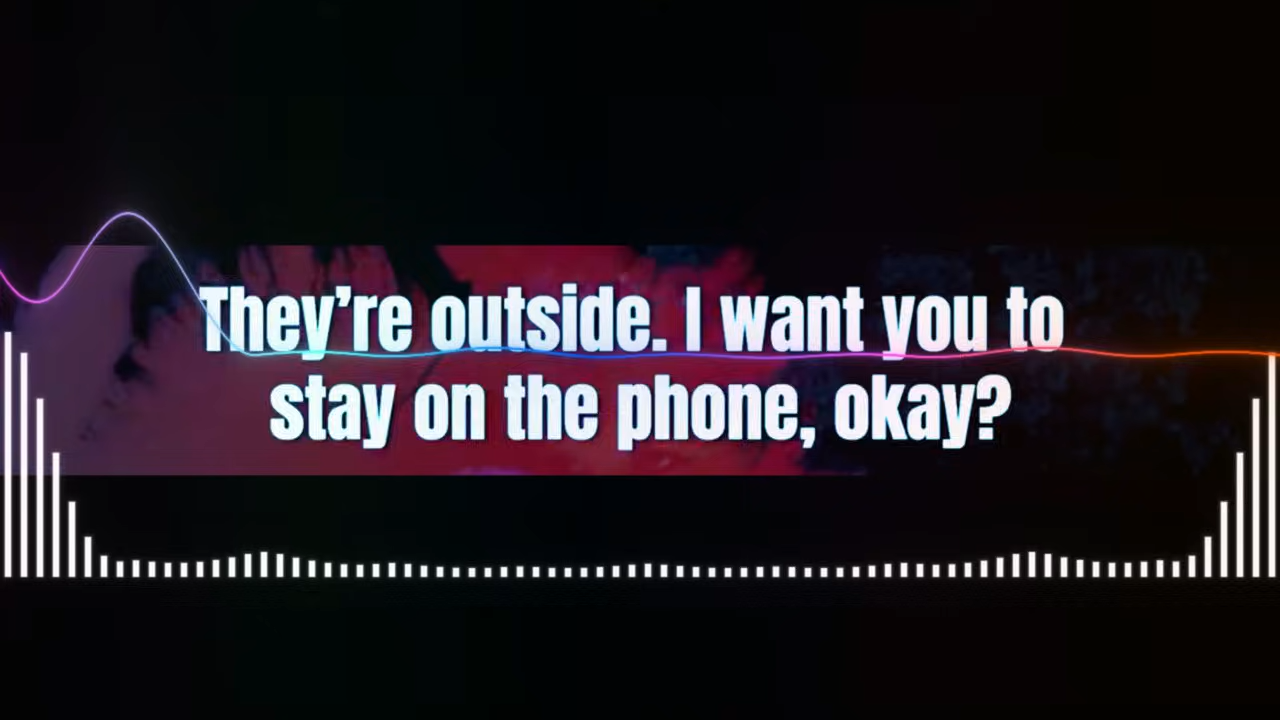 They’re outside. I want you to
stay on the phone, okay?